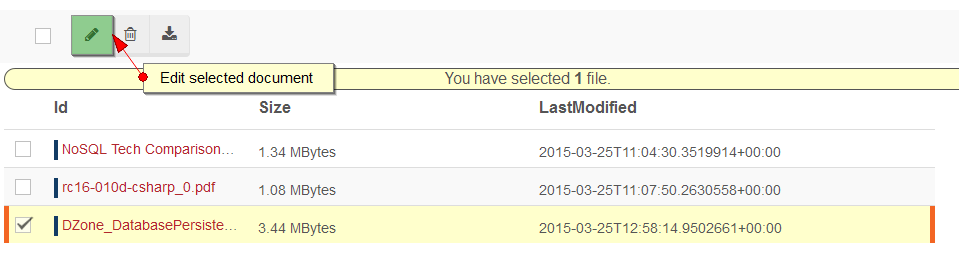 Edit selected document
You have selected 1 file.
Id Size LastModified
NoSQL Tech Comparison... 1.34 MBytes 2015-03-25T11:04:30.3519914+00:00
rc16-010d-csharp_0.pdf 1.08 MBytes 2015-03-25T11:07:50.2630558+00:00
DZone_DatabasePersiste... 3.44 MBytes 2015-03-25T12:58:14.9502661+00:00